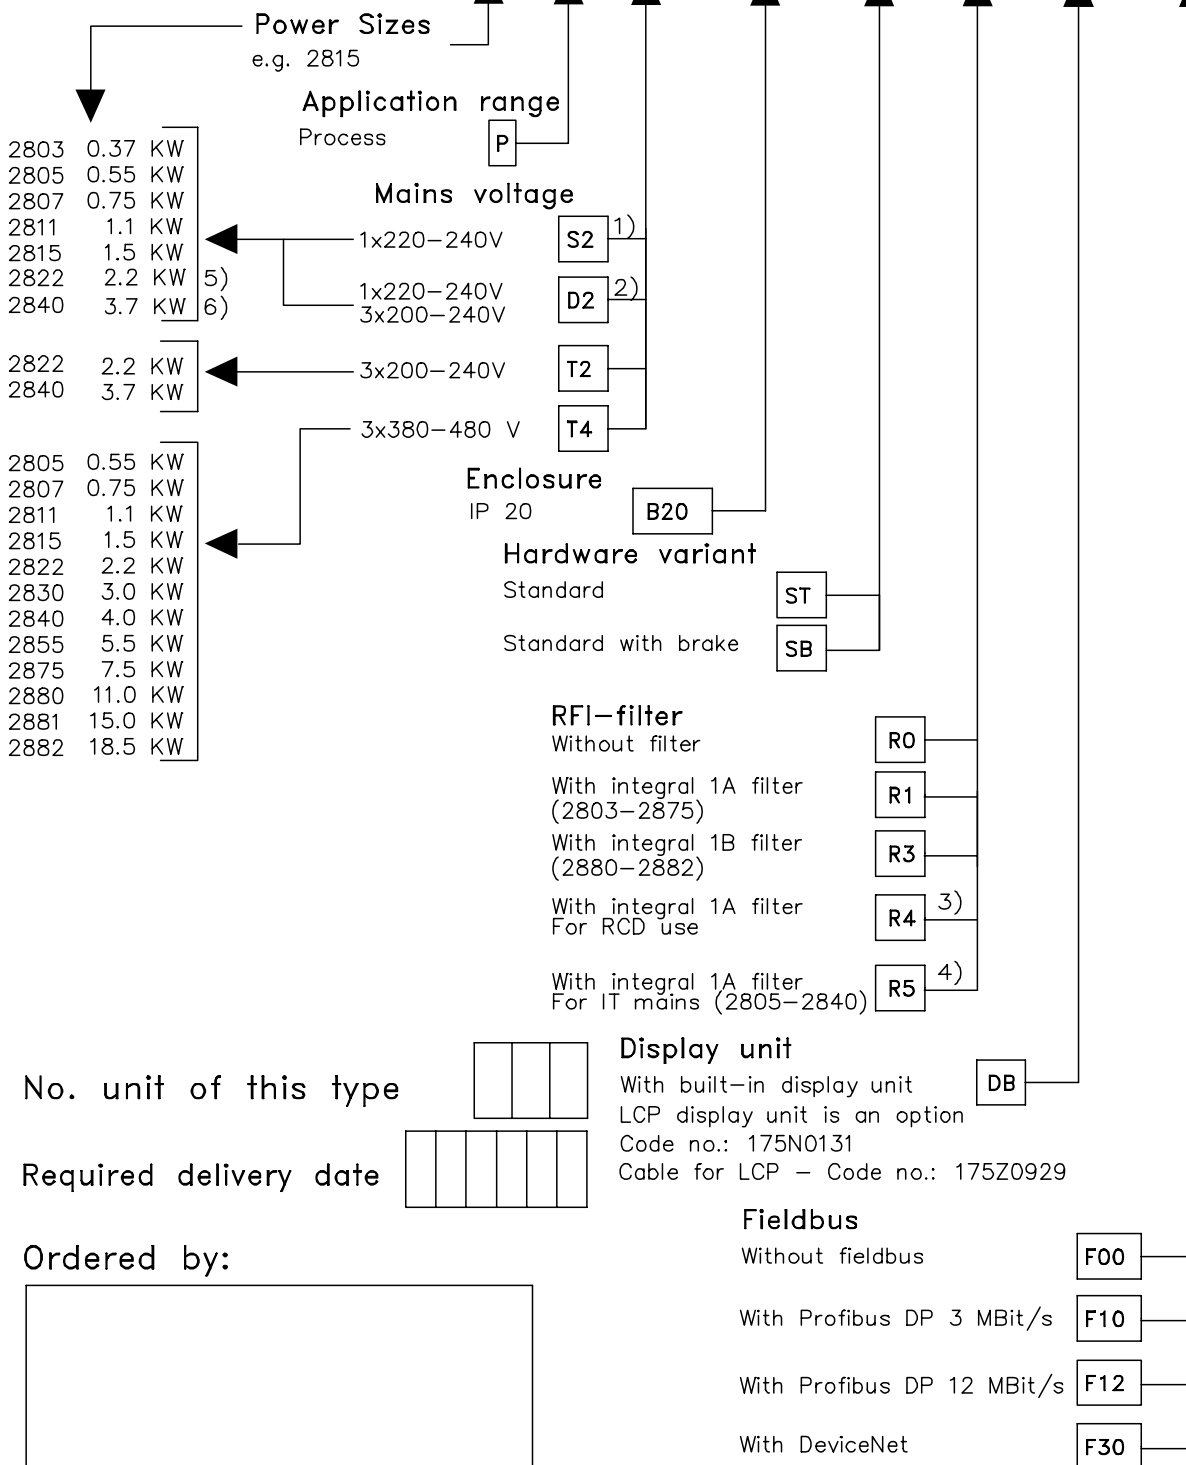 Power Sizes
e.g. 2815
Application range
Process
P
2803 0.37 KW
2805 0.55 KW
2807 0.75 KW
2811 1.1 KW
2815 1.5 KW
2822 2.2 KW 5)
2840 3.7 KW 6)
Mains voltage
1x220-240V
S2 1)
1x220-240V
3x200-240V
D2 2)
2822 2.2 KW
2840 3.7 KW
3x200-240V
T2
3x380-480 V
T4
2805 0.55 KW
2807 0.75 KW
2811 1.1 KW
2815 1.5 KW
2822 2.2 KW
2830 3.0 KW
2840 4.0 KW
2855 5.5 KW
2875 7.5 KW
2880 11.0 KW
2881 15.0 KW
2882 18.5 KW
Enclosure
IP 20
B20
Hardware variant
Standard
ST
Standard with brake
SB
RFI-filter
Without filter
R0
With integral 1A filter
(2803-2875)
R1
With integral 1B filter
(2880-2882)
R3
With integral 1A filter
For RCD use
R4 3)
With integral 1A filter
For IT mains (2805-2840)
R5 4)
Display unit
With built-in display unit
DB
LCP display unit is an option
Code no.: 175N0131
Cable for LCP - Code no.: 175Z0929
No. unit of this type
Required delivery date
Ordered by:
Fieldbus
Without fieldbus
F00
With Profibus DP 3 MBit/s
F10
With Profibus DP 12 MBit/s
F12
With DeviceNet
F30